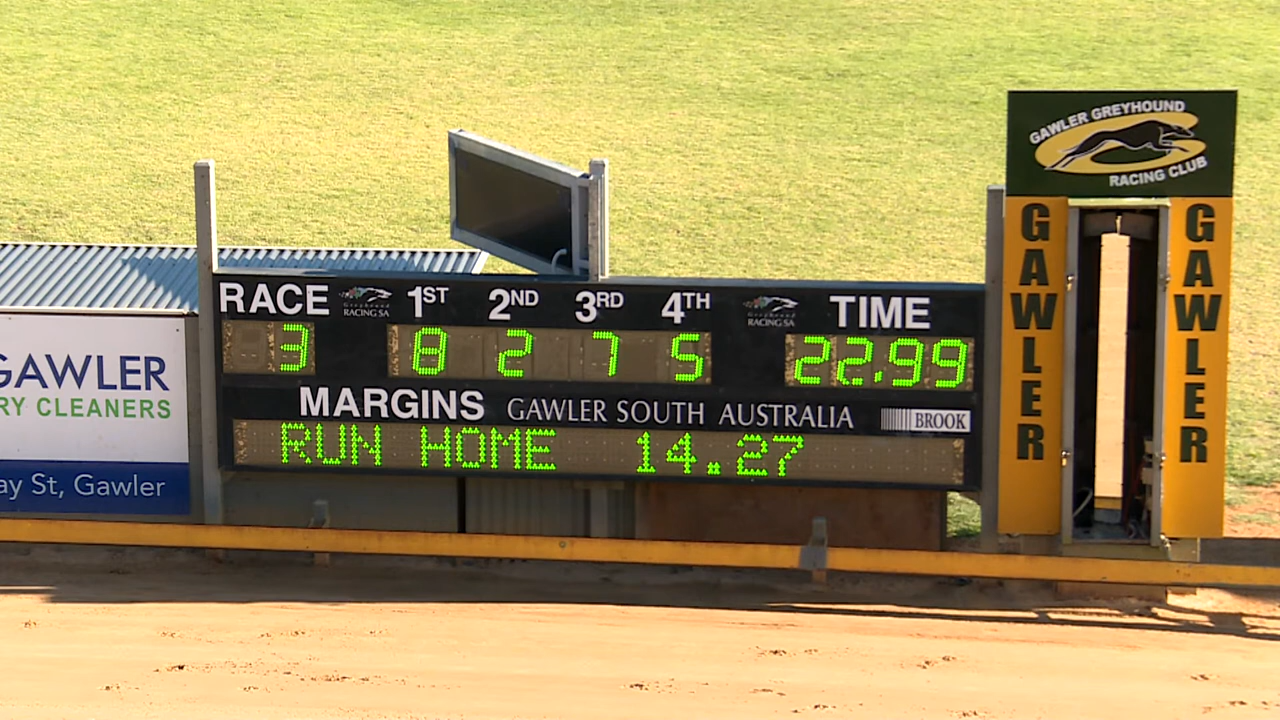 GAWLER GREYHOUND
RACING CLUB
GAWLER
GAWLER
RACE
Greyhound
RACING SA
1ST
2ND
3RD
4TH
Greyhound
RACING SA
TIME
3
8
2
7
5
22.99
MARGINS
GAWLER SOUTH AUSTRALIA
BROOK
RUN HOME 14.27
GAWLER
RY CLEANERS
ay St, Gawler